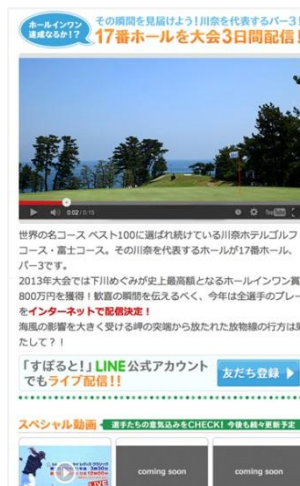 ホールインワン
達成なるか!?
その瞬間を見届けよう!川奈を代表するパー3!
17番ホールを大会3日間配信!
0:02 / 0:15
YouTube
世界の名コース ベスト100に選ばれ続けている川奈ホテルゴルフ
コース・富士コース。その川奈を代表するホールが17番ホール、
パー3です。
2013年大会では下川めぐみが史上最高額となるホールインワン賞
800万円を獲得!歓喜の瞬間を伝えるべく、今年は全選手のプレー
をインターネットで配信決定!
海風の影響を大きく受ける岬の突端から放たれた放物線の行方は果
たして?!
「すぽると!」LINE公式アカウント
でもライブ配信!!
友だち登録
スペシャル動画
選手たちの意気込みをCHECK! 今後も続々更新予定
LIVE
coming soon
coming soon